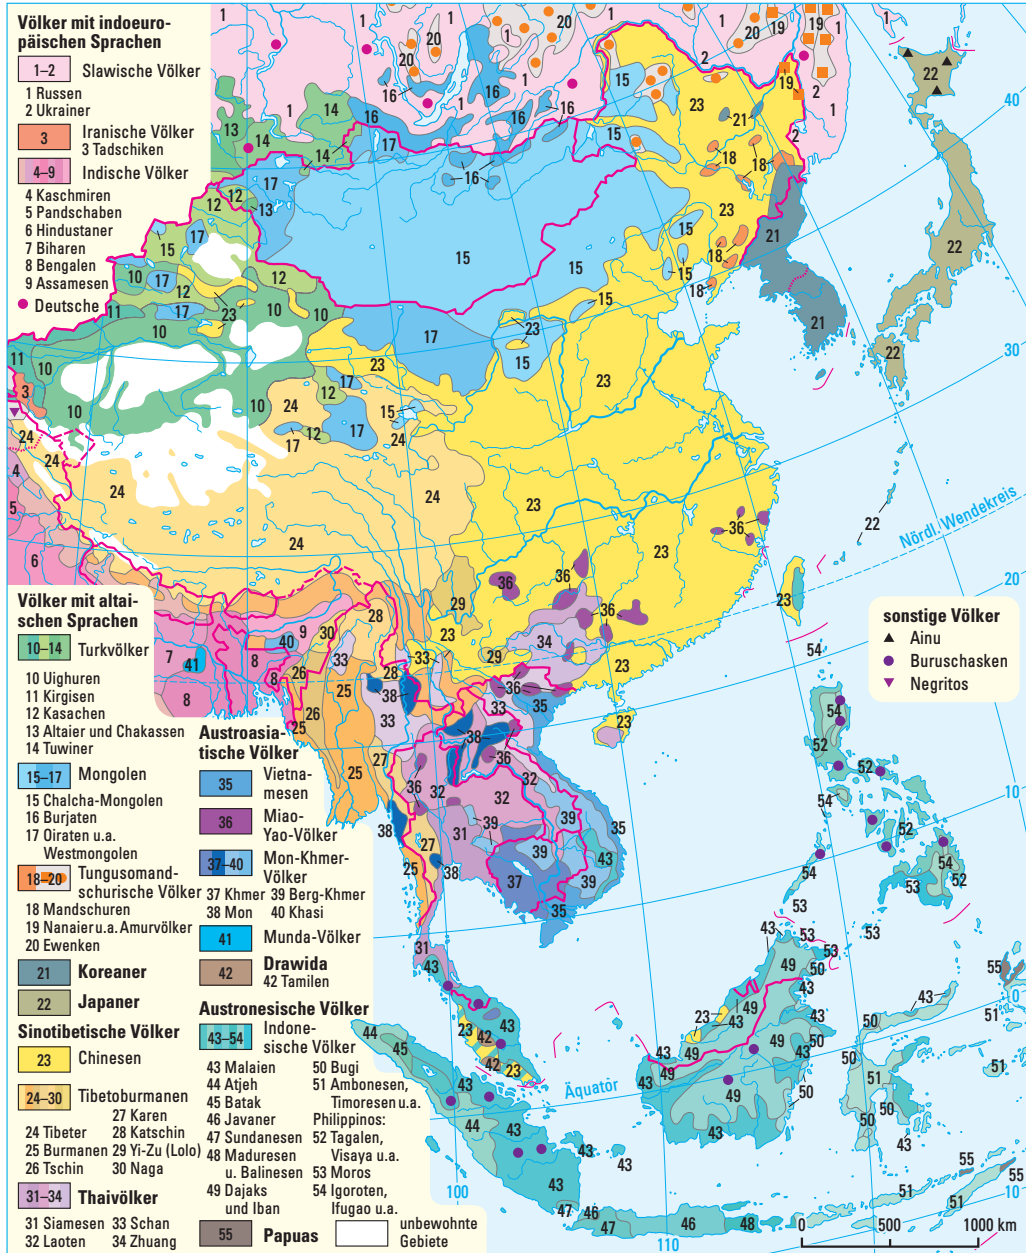 Völker mit indoeuro-
päischen Sprachen
1–2 Slawische Völker
1 Russen
2 Ukrainer
3 Iranische Völker
3 Tadschiken
4–9 Indische Völker
4 Kaschmiren
5 Pandschaben
6 Hindustaner
7 Biharen
8 Bengalen
9 Assamesen
Deutsche
Völker mit altai-
schen Sprachen
10–14 Turkvölker
10 Uighuren
11 Kirgisen
12 Kasachen
13 Altaier und Chakassen
14 Tuwiner
15–17 Mongolen
15 Chalcha-Mongolen
16 Burjaten
17 Oiraten u.a.
Westmongolen
18–20 Tungusomand-
schurische Völker
18 Mandschuren
19 Nanaier u.a. Amurvölker
20 Ewenken
21 Koreaner
22 Japaner
Sinotibetische Völker
23 Chinesen
24–30 Tibetoburmanen
27 Karen
24 Tibeter 28 Katschin
25 Burmanen 29 Yi-Zu (Lolo)
26 Tschin 30 Naga
31–34 Thaivölker
31 Siamesen 33 Schan
32 Laoten 34 Zhuang
Austroasia-
tische Völker
35 Vietna-
mesen
36 Miao-
Yao-Völker
37–40 Mon-Khmer-
Völker
37 Khmer 39 Berg-Khmer
38 Mon 40 Khasi
41 Munda-Völker
42 Drawida
42 Tamilen
Austronesische Völker
43–54 Indone-
sische Völker
43 Malaien 50 Bugi
44 Atjeh 51 Ambonesen,
45 Batak Timoresen u.a.
46 Javaner Philippinos:
47 Sundanesen 52 Tagalen,
48 Maduresen Visaya u.a.
u. Balinesen 53 Moros
49 Dajaks 54 Igoroten,
und Iban Ifugao u.a.
55 Papuas
unbewohnte
Gebiete
sonstige Völker
Ainu
Buruschasken
Negritos
Nördl. Wendekreis
Äquator
40
30
20
10
0
10
100
110
0 500 1000 km